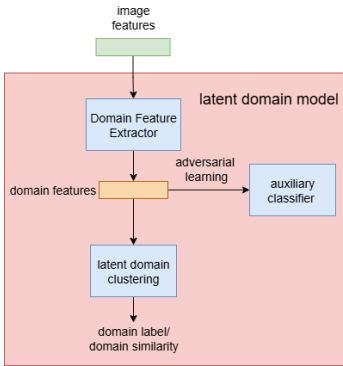 image
features
latent domain model
Domain Feature
Extractor
adversarial
learning
domain features
auxiliary
classifier
latent domain
clustering
domain label/
domain similarity